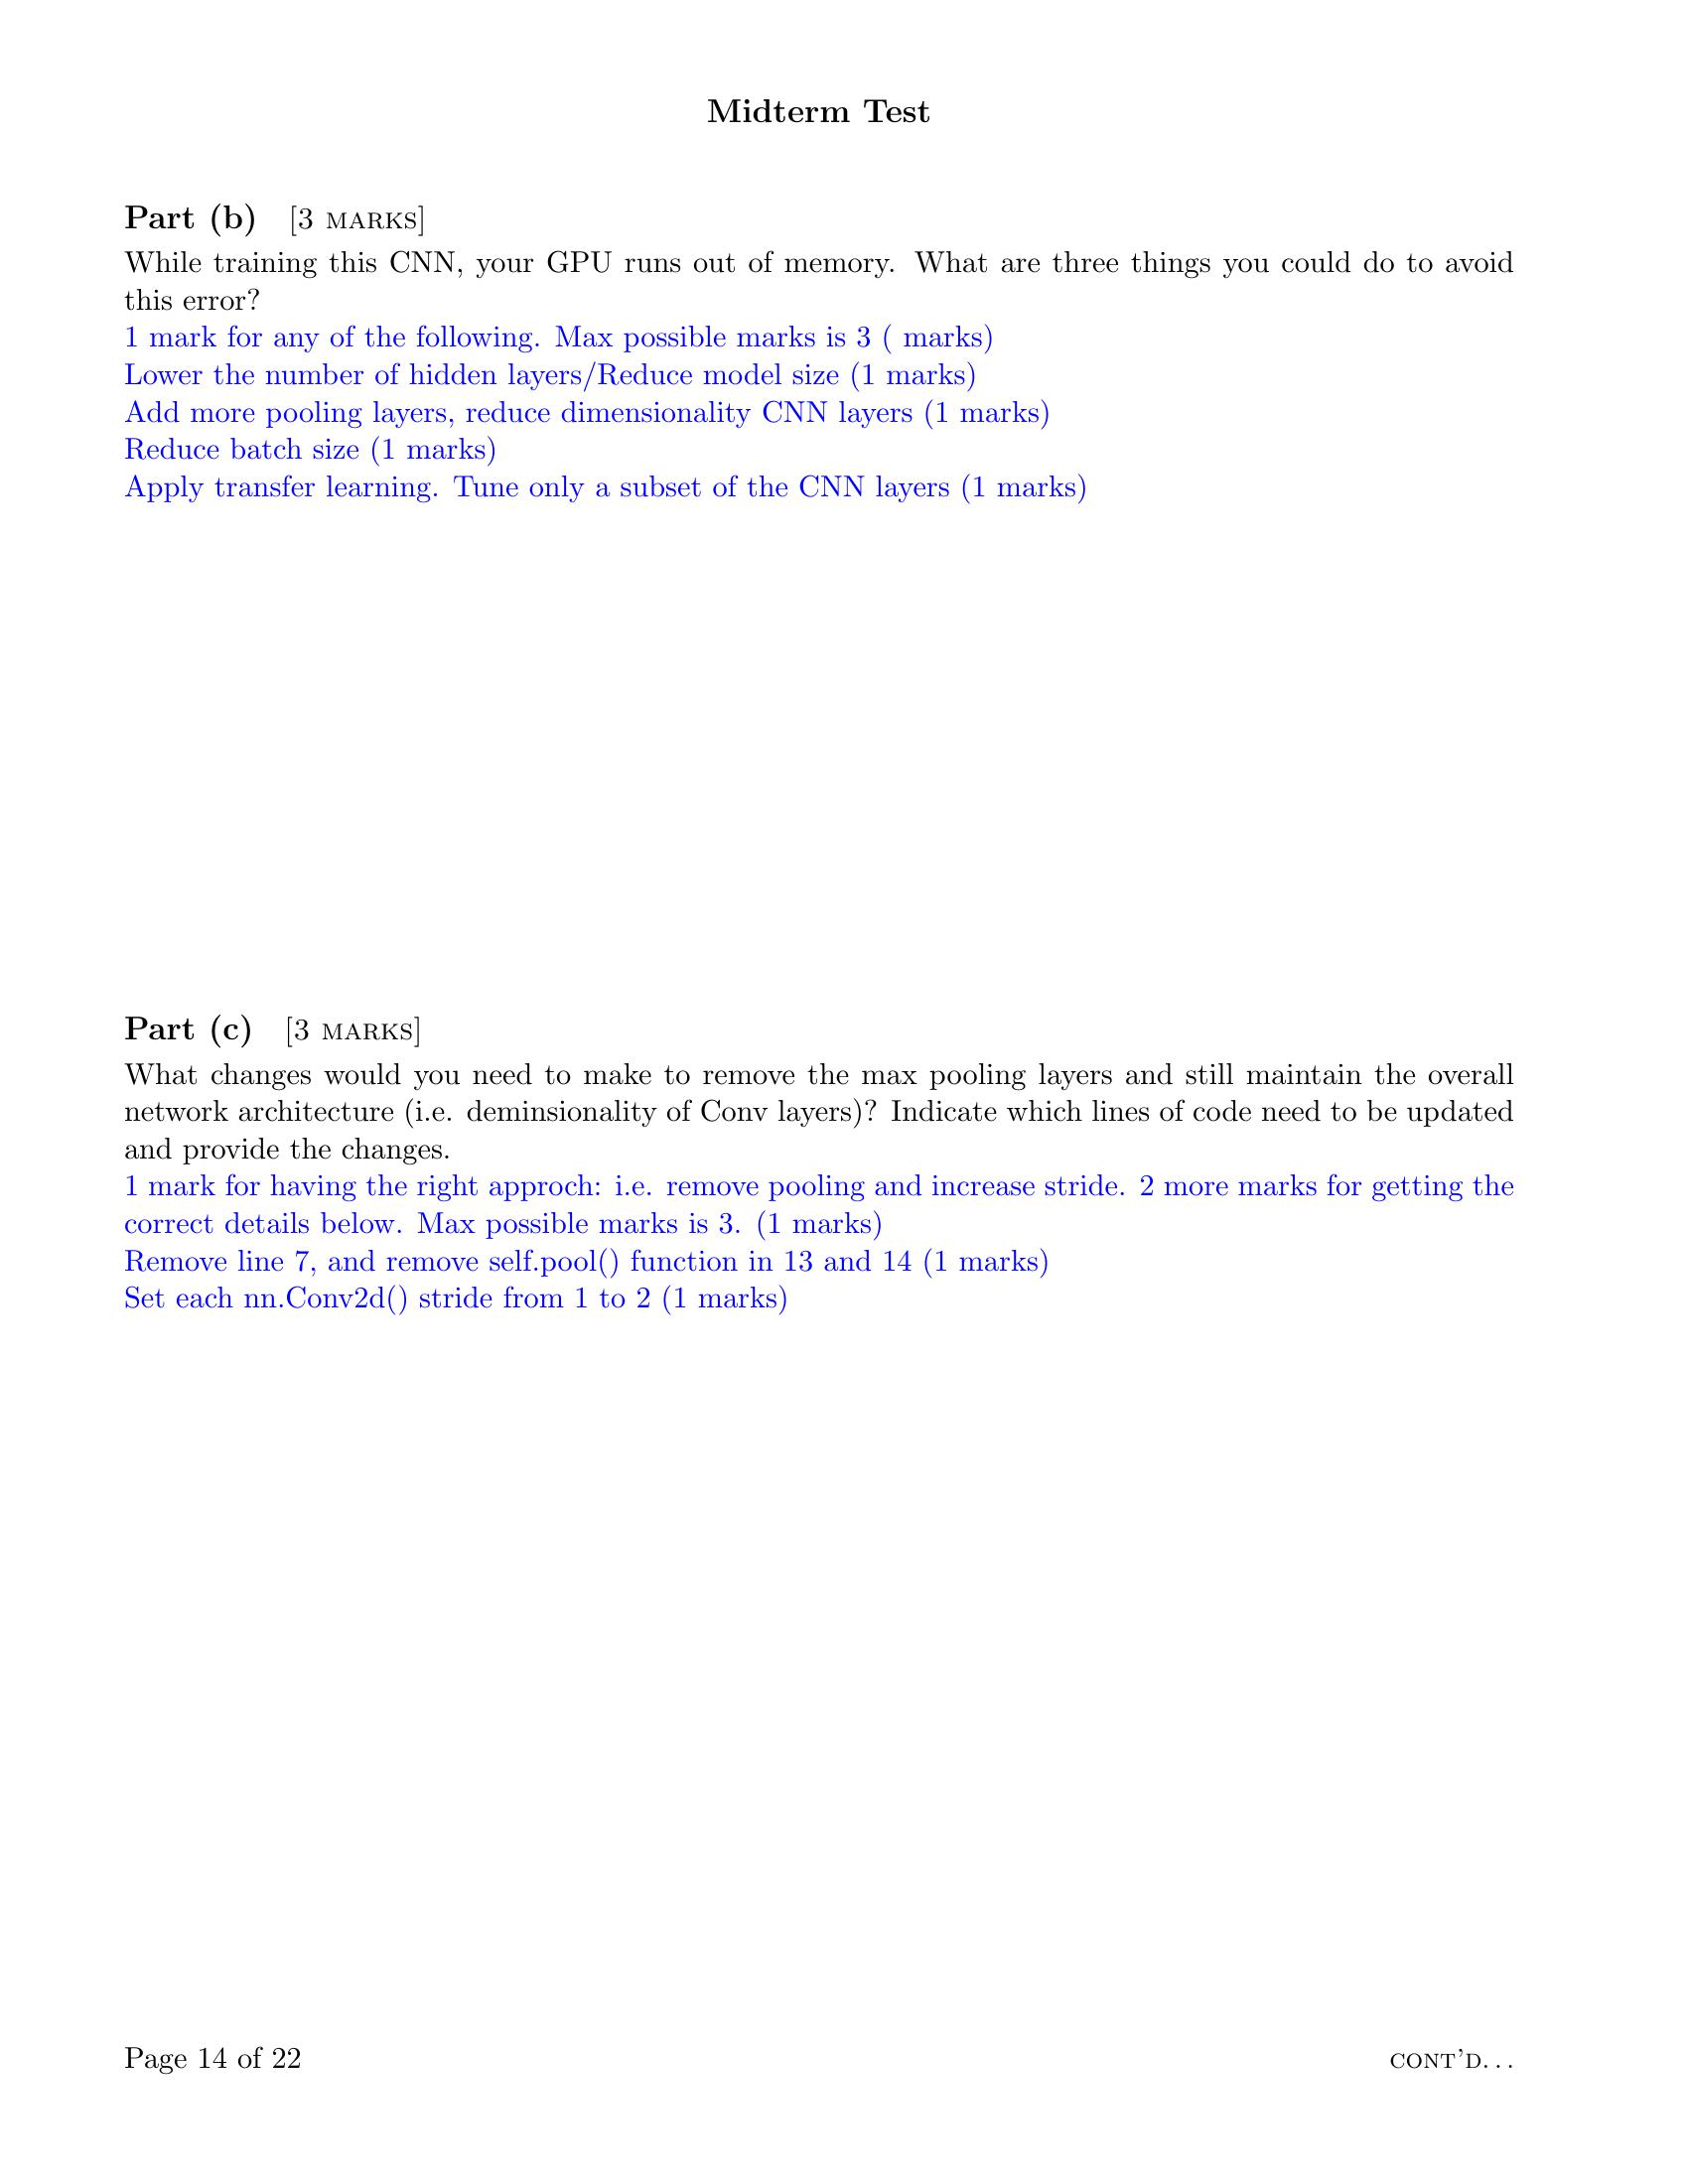 Midterm Test
Part (b) [3 MARKS]
While training this CNN, your GPU runs out of memory. What are three things you could do to avoid
this error?
1 mark for any of the following. Max possible marks is 3 ( marks)
Lower the number of hidden layers/Reduce model size (1 marks)
Add more pooling layers, reduce dimensionality CNN layers (1 marks)
Reduce batch size (1 marks)
Apply transfer learning. Tune only a subset of the CNN layers (1 marks)
Part (c) [3 MARKS]
What changes would you need to make to remove the max pooling layers and still maintain the overall
network architecture (i.e. deminsionality of Conv layers)? Indicate which lines of code need to be updated
and provide the changes.
1 mark for having the right approch: i.e. remove pooling and increase stride. 2 more marks for getting the
correct details below. Max possible marks is 3. (1 marks)
Remove line 7, and remove self.pool() function in 13 and 14 (1 marks)
Set each nn.Conv2d() stride from 1 to 2 (1 marks)
Page 14 of 22
CONT'D...